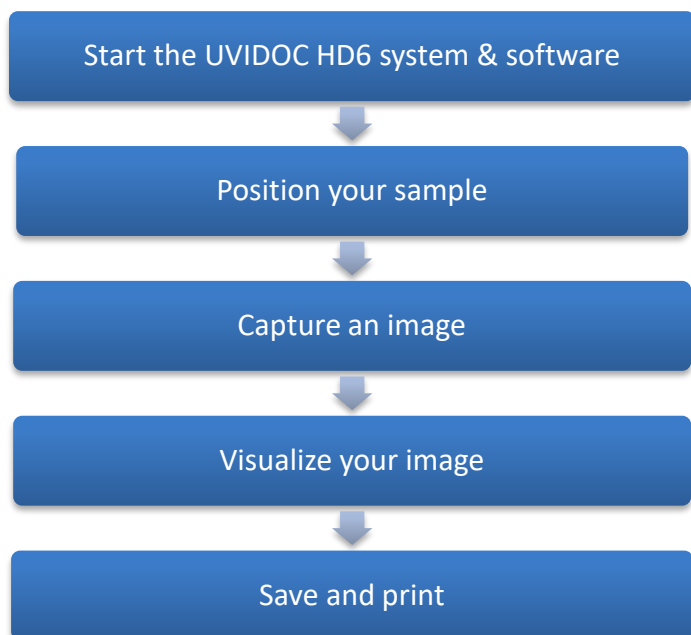 Start the UVIDOC HD6 system & software
Position your sample
Capture an image
Visualize your image
Save and print